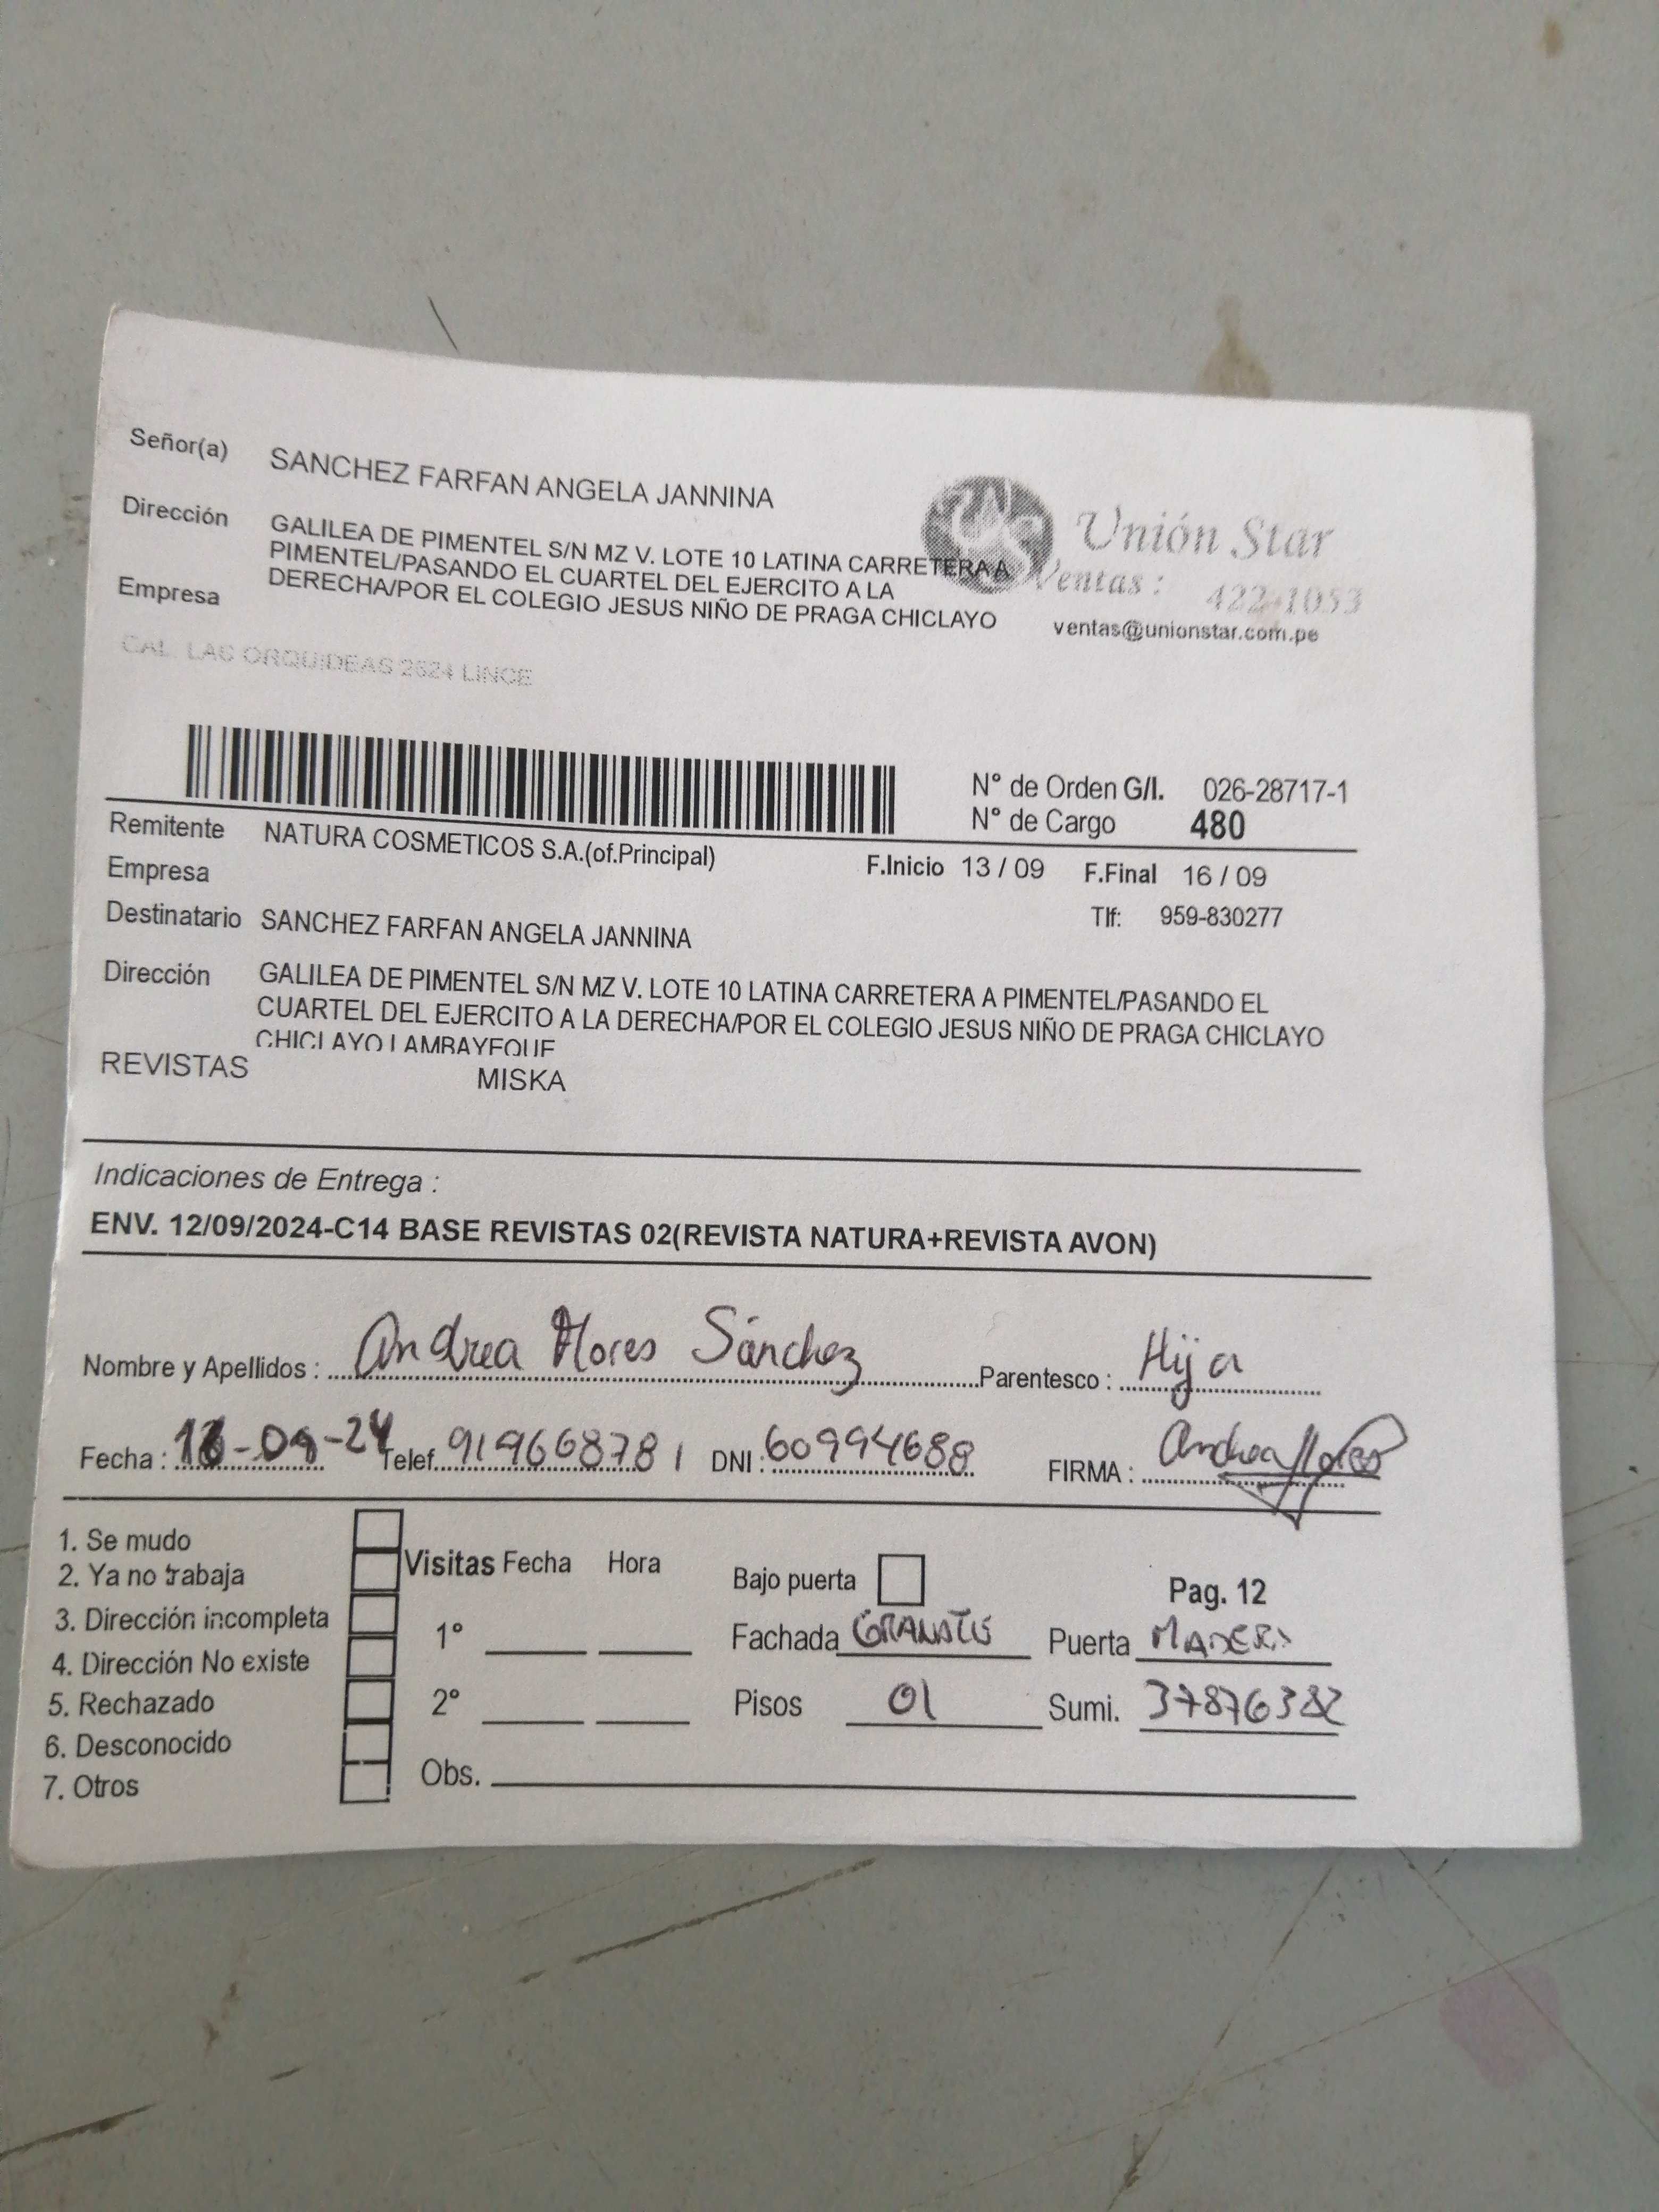 Señor(a) SANCHEZ FARFAN ANGELA JANNINA
Dirección GALILEA DE PIMENTEL S/N MZ V. LOTE 10 LATINA CARRETERA A
PIMENTEL/PASANDO EL CUARTEL DEL EJERCITO A LA
DERECHA/POR EL COLEGIO JESUS NIÑO DE PRAGA CHICLAYO
Empresa
Unión Star
Ventas : 422-1053
ventas@unionstar.com.pe
CAL. LAS ORQUIDEAS 2624 LINCE
N° de Orden G/I. 026-28717-1
N° de Cargo 480
Remitente NATURA COSMETICOS S.A.(of.Principal)
Empresa F.Inicio 13 / 09 F.Final 16 / 09
Destinatario SANCHEZ FARFAN ANGELA JANNINA Tlf: 959-830277
Dirección GALILEA DE PIMENTEL S/N MZ V. LOTE 10 LATINA CARRETERA A PIMENTEL/PASANDO EL
CUARTEL DEL EJERCITO A LA DERECHA/POR EL COLEGIO JESUS NIÑO DE PRAGA CHICLAYO
CHICLAYO LAMBAYEQUE
REVISTAS MISKA
Indicaciones de Entrega :
ENV. 12/09/2024-C14 BASE REVISTAS 02(REVISTA NATURA+REVISTA AVON)
Nombre y Apellidos : Andrea Flores Sánchez Parentesco : Hija
Fecha : Telef. 919668781 DNI : 60994688 FIRMA : Andrea Flores
1. Se mudo
2. Ya no trabaja
3. Dirección incompleta
4. Dirección No existe
5. Rechazado
6. Desconocido
7. Otros
Visitas Fecha Hora
1°
2°
Obs.
Bajo puerta Pag. 12
Fachada GRANATE Puerta MADERA
Pisos 01 Sumi.